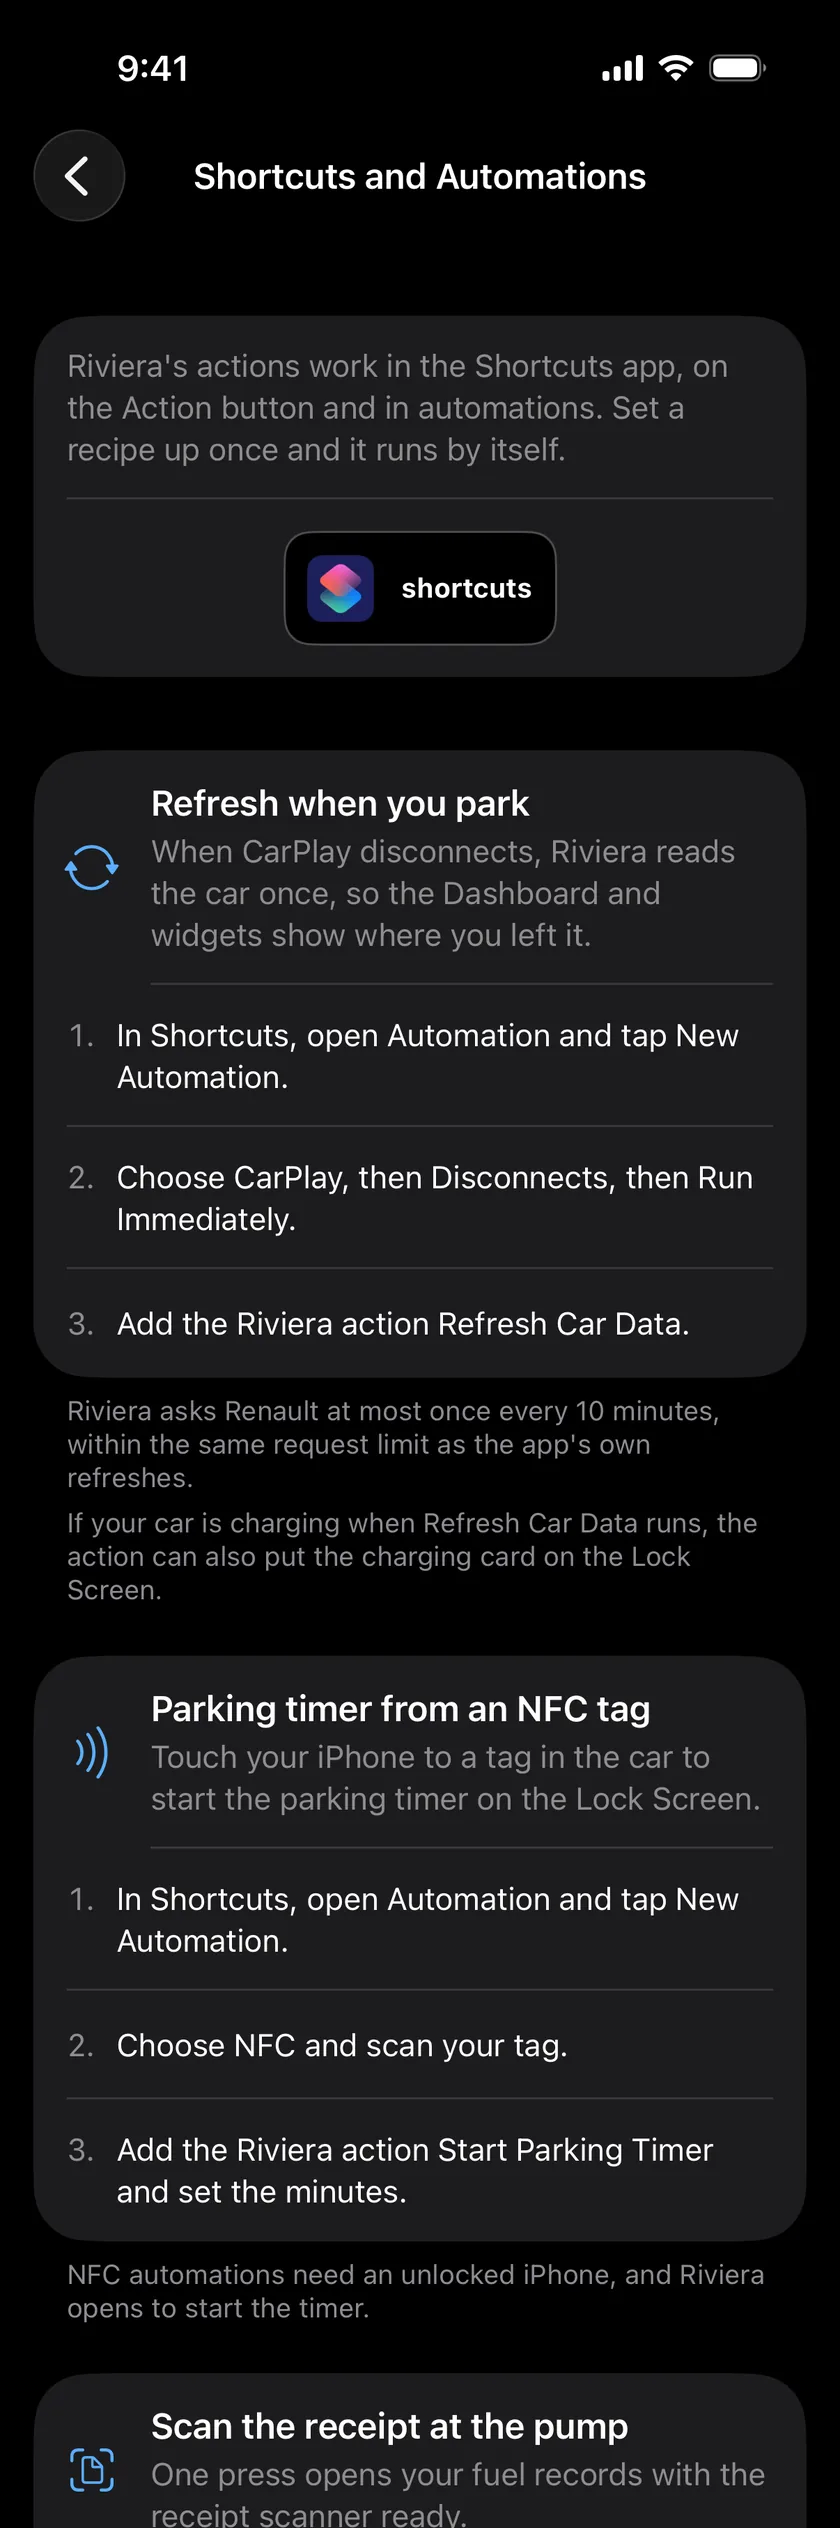 9:41
Shortcuts and Automations
Riviera's actions work in the Shortcuts app, on
the Action button and in automations. Set a
recipe up once and it runs by itself.
shortcuts
Refresh when you park
When CarPlay disconnects, Riviera reads
the car once, so the Dashboard and
widgets show where you left it.
1. In Shortcuts, open Automation and tap New
Automation.
2. Choose CarPlay, then Disconnects, then Run
Immediately.
3. Add the Riviera action Refresh Car Data.
Riviera asks Renault at most once every 10 minutes,
within the same request limit as the app's own
refreshes.
If your car is charging when Refresh Car Data runs, the
action can also put the charging card on the Lock
Screen.
Parking timer from an NFC tag
Touch your iPhone to a tag in the car to
start the parking timer on the Lock Screen.
1. In Shortcuts, open Automation and tap New
Automation.
2. Choose NFC and scan your tag.
3. Add the Riviera action Start Parking Timer
and set the minutes.
NFC automations need an unlocked iPhone, and Riviera
opens to start the timer.
Scan the receipt at the pump
One press opens your fuel records with the
receipt scanner ready.